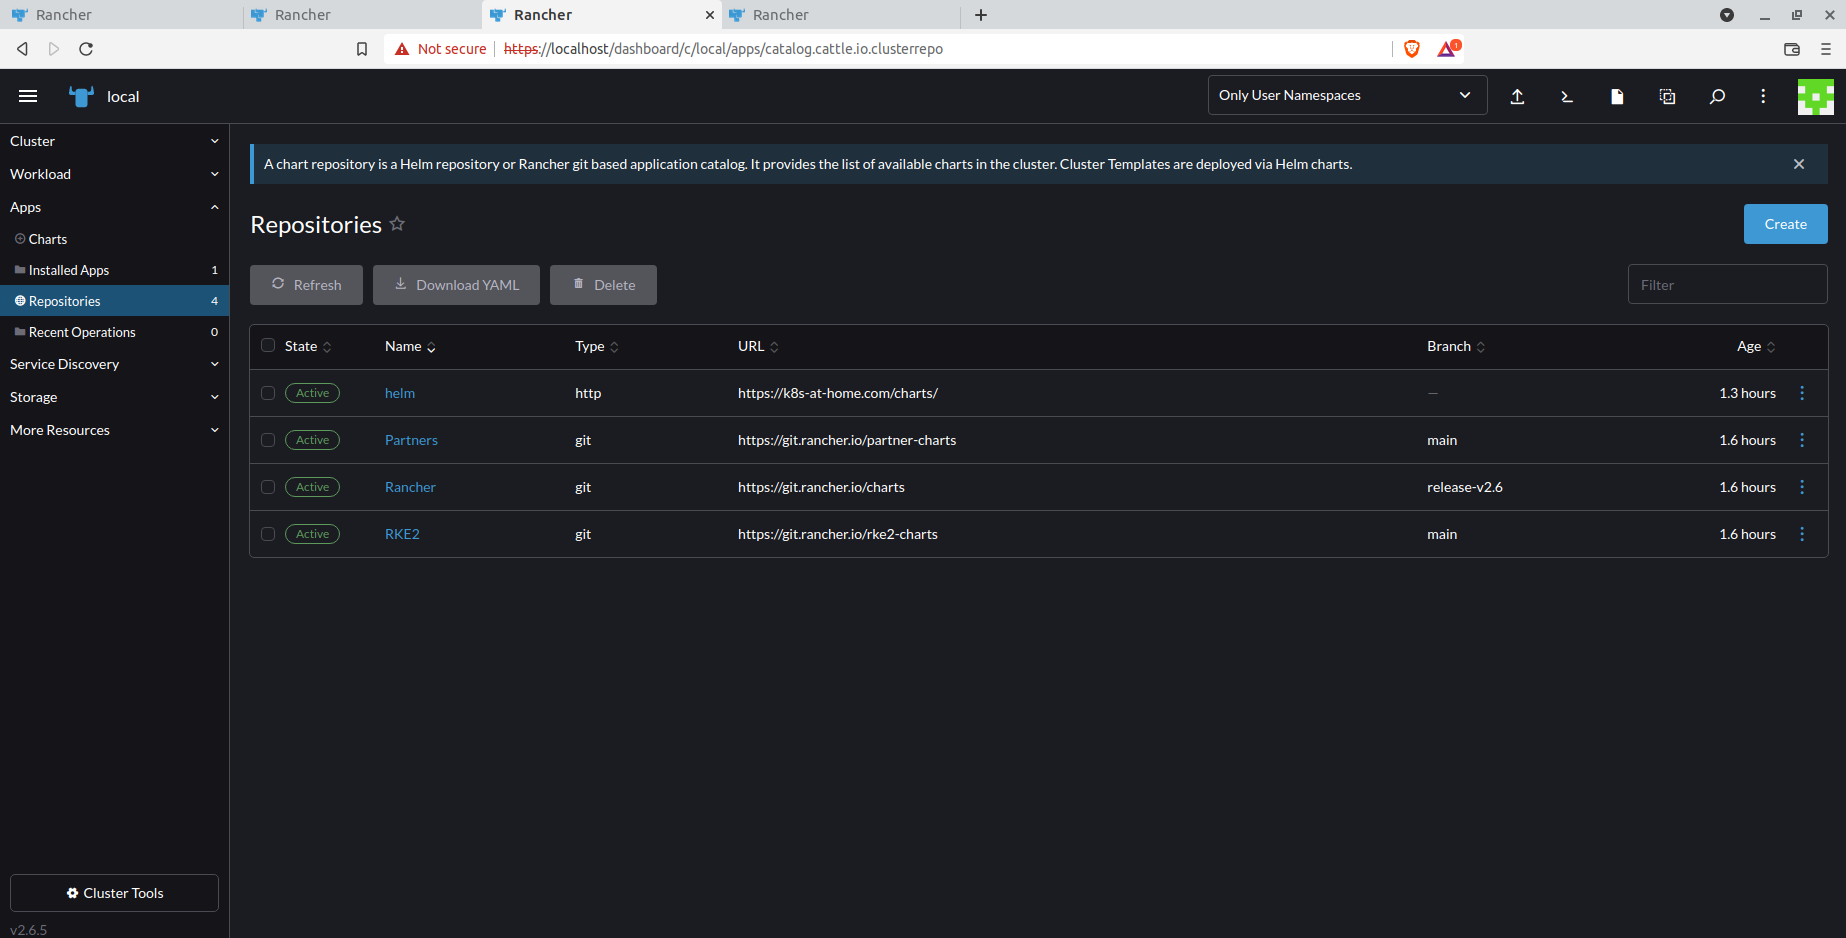 Rancher Rancher Rancher Rancher
Not secure https://localhost/dashboard/c/local/apps/catalog.cattle.io.clusterrepo 1
local Only User Namespaces
Cluster
Workload
Apps
Charts
Installed Apps 1
Repositories 4
Recent Operations 0
Service Discovery
Storage
More Resources
Cluster Tools
v2.6.5
A chart repository is a Helm repository or Rancher git based application catalog. It provides the list of available charts in the cluster. Cluster Templates are deployed via Helm charts.
Repositories Create
Refresh Download YAML Delete Filter
State Name Type URL Branch Age
Active helm http https://k8s-at-home.com/charts/ — 1.3 hours
Active Partners git https://git.rancher.io/partner-charts main 1.6 hours
Active Rancher git https://git.rancher.io/charts release-v2.6 1.6 hours
Active RKE2 git https://git.rancher.io/rke2-charts main 1.6 hours